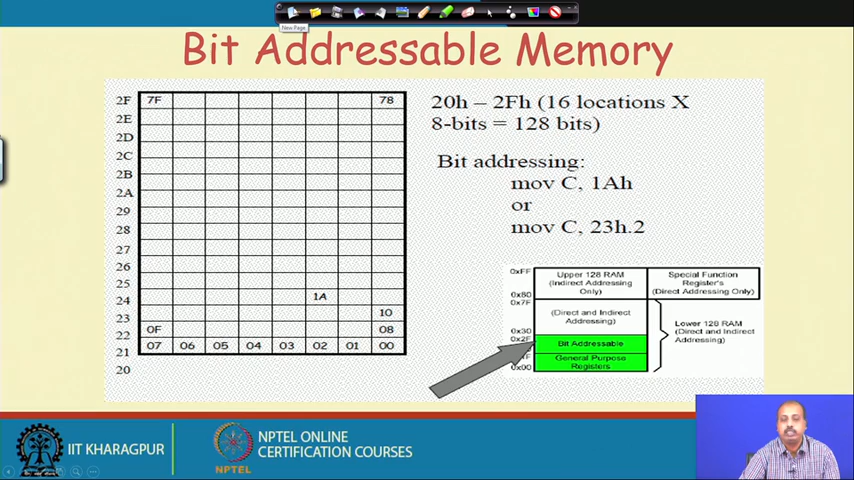 New Page
Bit Addressable Memory
2F 7F 78
2E
2D
2C
2B
2A
29
28
27
26
25
24 1A
23 10
22 0F 08
21 07 06 05 04 03 02 01 00
20
20h – 2Fh (16 locations X
8-bits = 128 bits)
Bit addressing:
mov C, 1Ah
or
mov C, 23h.2
0xFF
Upper 128 RAM
(Indirect Addressing
Only)
0x80
Special Function
Register's
(Direct Addressing Only)
0x7F
(Direct and Indirect
Addressing)
0x30
0x2F
Bit Addressable
General Purpose
Registers
0x00
Lower 128 RAM
(Direct and Indirect
Addressing)
IIT KHARAGPUR
NPTEL
NPTEL ONLINE
CERTIFICATION COURSES